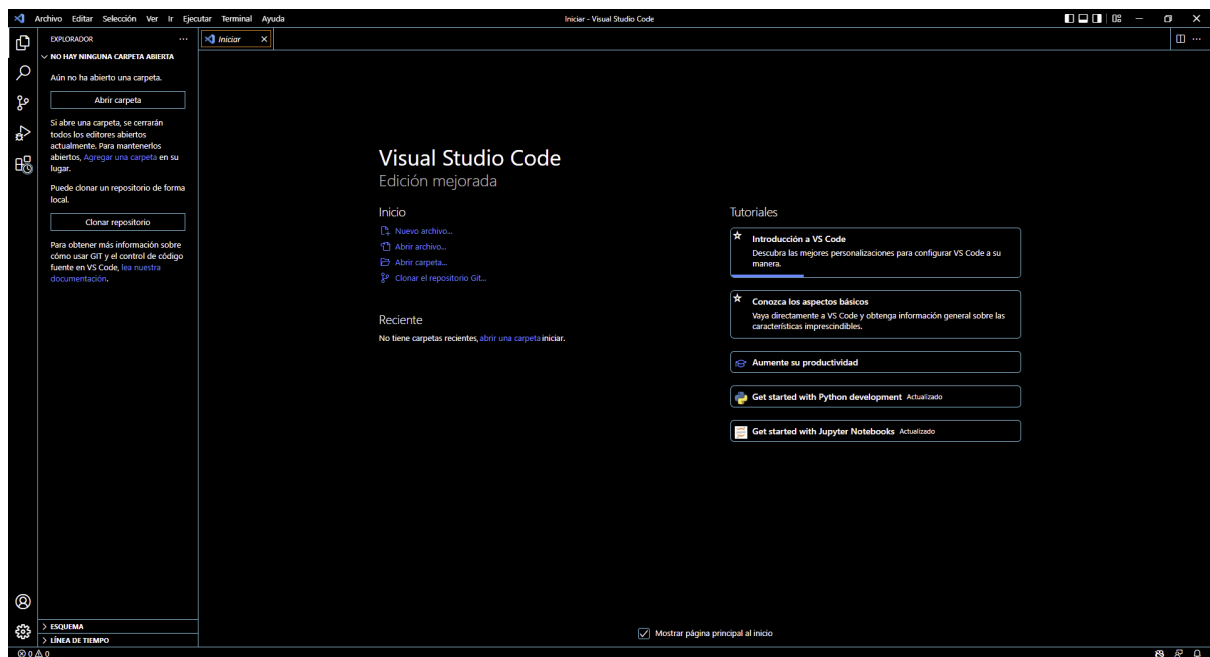 Archivo Editar Selección Ver Ir Ejecutar Terminal Ayuda
Iniciar - Visual Studio Code
EXPLORADOR
Iniciar
NO HAY NINGUNA CARPETA ABIERTA
Aún no ha abierto una carpeta.
Abrir carpeta
Si abre una carpeta, se cerrarán
todos los editores abiertos
actualmente. Para mantenerlos
abiertos, Agregar una carpeta en su
lugar.
Puede clonar un repositorio de forma
local.
Clonar repositorio
Para obtener más información sobre
cómo usar GIT y el control de código
fuente en VS Code, lea nuestra
documentación.
ESQUEMA
LÍNEA DE TIEMPO
Visual Studio Code
Edición mejorada
Inicio
Nuevo archivo...
Abrir archivo...
Abrir carpeta...
Clonar el repositorio Git...
Reciente
No tiene carpetas recientes, abrir una carpeta iniciar.
Tutoriales
Introducción a VS Code
Descubra las mejores personalizaciones para configurar VS Code a su
manera.
Conozca los aspectos básicos
Vaya directamente a VS Code y obtenga información general sobre las
características imprescindibles.
Aumente su productividad
Get started with Python development Actualizado
Get started with Jupyter Notebooks Actualizado
Mostrar página principal al inicio
0 0